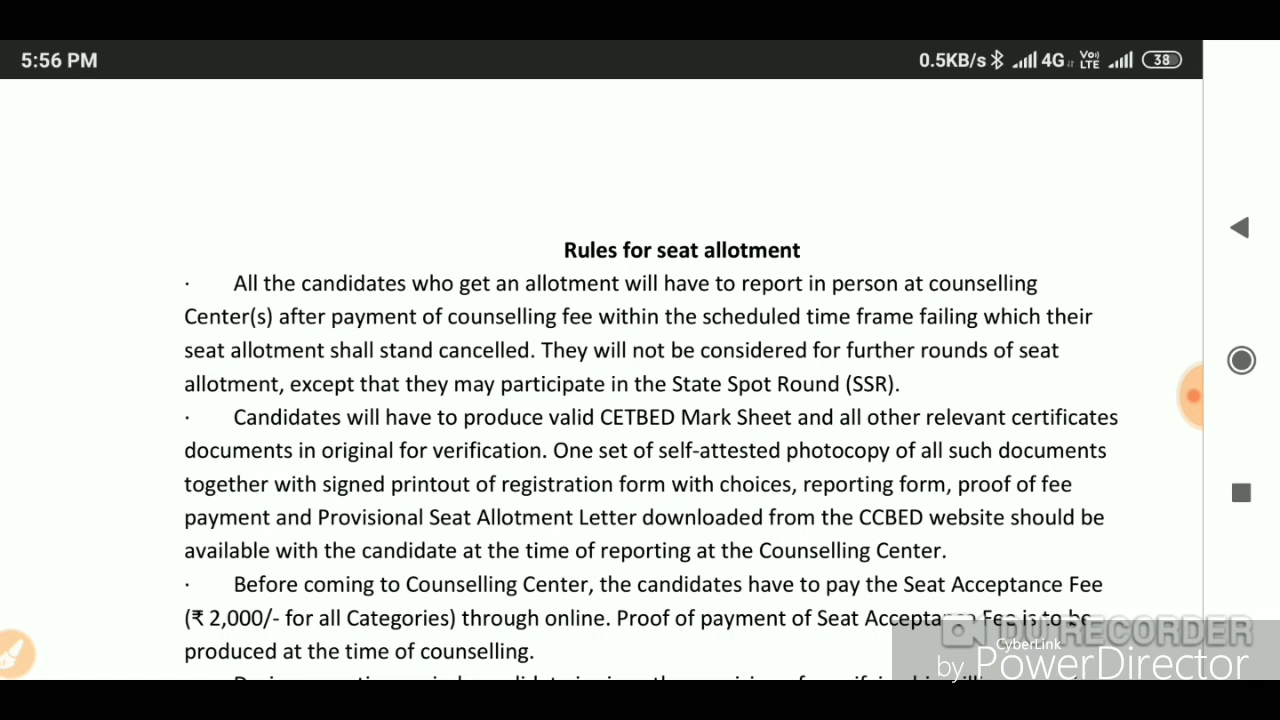 5:56 PM
0.5KB/s 4G Vo) LTE 38
Rules for seat allotment
· All the candidates who get an allotment will have to report in person at counselling
Center(s) after payment of counselling fee within the scheduled time frame failing which their
seat allotment shall stand cancelled. They will not be considered for further rounds of seat
allotment, except that they may participate in the State Spot Round (SSR).
· Candidates will have to produce valid CETBED Mark Sheet and all other relevant certificates
documents in original for verification. One set of self-attested photocopy of all such documents
together with signed printout of registration form with choices, reporting form, proof of fee
payment and Provisional Seat Allotment Letter downloaded from the CCBED website should be
available with the candidate at the time of reporting at the Counselling Center.
· Before coming to Counselling Center, the candidates have to pay the Seat Acceptance Fee
(₹ 2,000/- for all Categories) through online. Proof of payment of Seat Acceptance Fee is to be
produced at the time of counselling.
RECORDER
CyberLink
by PowerDirector